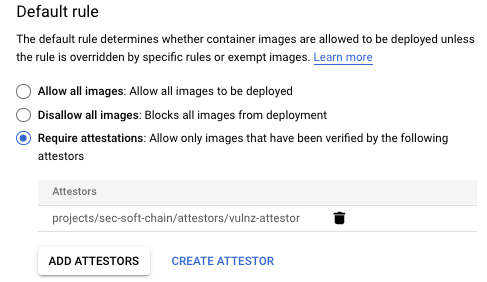 Default rule
The default rule determines whether container images are allowed to be deployed unless
the rule is overridden by specific rules or exempt images. Learn more
Allow all images: Allow all images to be deployed
Disallow all images: Blocks all images from deployment
Require attestations: Allow only images that have been verified by the following
attestors
Attestors
projects/sec-soft-chain/attestors/vulnz-attestor
ADD ATTESTORS CREATE ATTESTOR